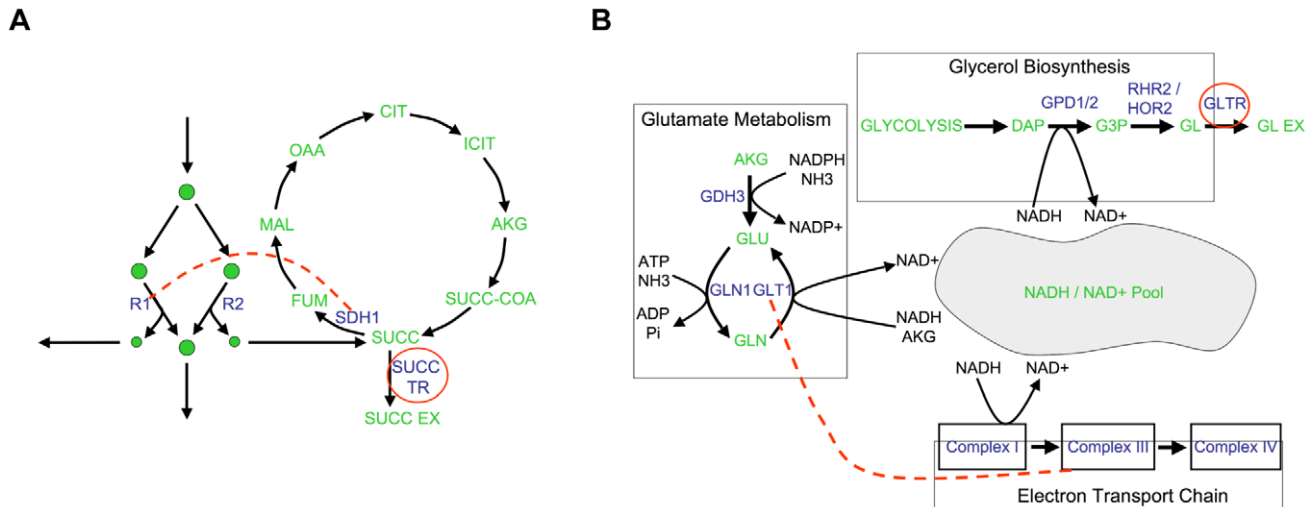 A
CIT
OAA
ICIT
MAL
AKG
R1
R2
FUM
SDH1
SUCC-COA
SUCC
SUCC
TR
SUCC EX
B
Glycerol Biosynthesis
GPD1/2
RHR2 /
HOR2
GLTR
GLYCOLYSIS
DAP
G3P
GL
GL EX
NADH
NAD+
Glutamate Metabolism
AKG
NADPH
NH3
GDH3
NADP+
GLU
ATP
NH3
GLN1
GLT1
ADP
Pi
GLN
NAD+
NADH
AKG
NADH / NAD+ Pool
NADH
NAD+
Complex I
Complex III
Complex IV
Electron Transport Chain